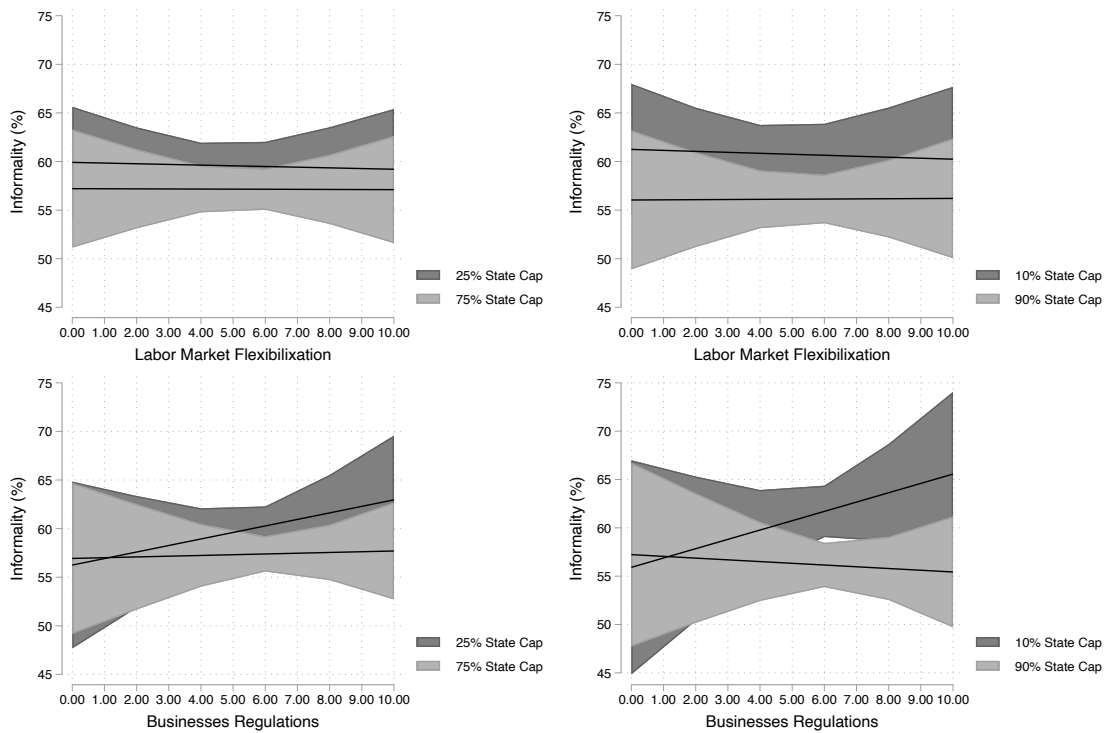 75
70
65
60
55
50
45
Informality (%)
0.00 1.00 2.00 3.00 4.00 5.00 6.00 7.00 8.00 9.00 10.00
Labor Market Flexibilixation
25% State Cap
75% State Cap
75
70
65
60
55
50
45
Informality (%)
0.00 1.00 2.00 3.00 4.00 5.00 6.00 7.00 8.00 9.00 10.00
Labor Market Flexibilixation
10% State Cap
90% State Cap
75
70
65
60
55
50
45
Informality (%)
0.00 1.00 2.00 3.00 4.00 5.00 6.00 7.00 8.00 9.00 10.00
Businesses Regulations
25% State Cap
75% State Cap
75
70
65
60
55
50
45
Informality (%)
0.00 1.00 2.00 3.00 4.00 5.00 6.00 7.00 8.00 9.00 10.00
Businesses Regulations
10% State Cap
90% State Cap